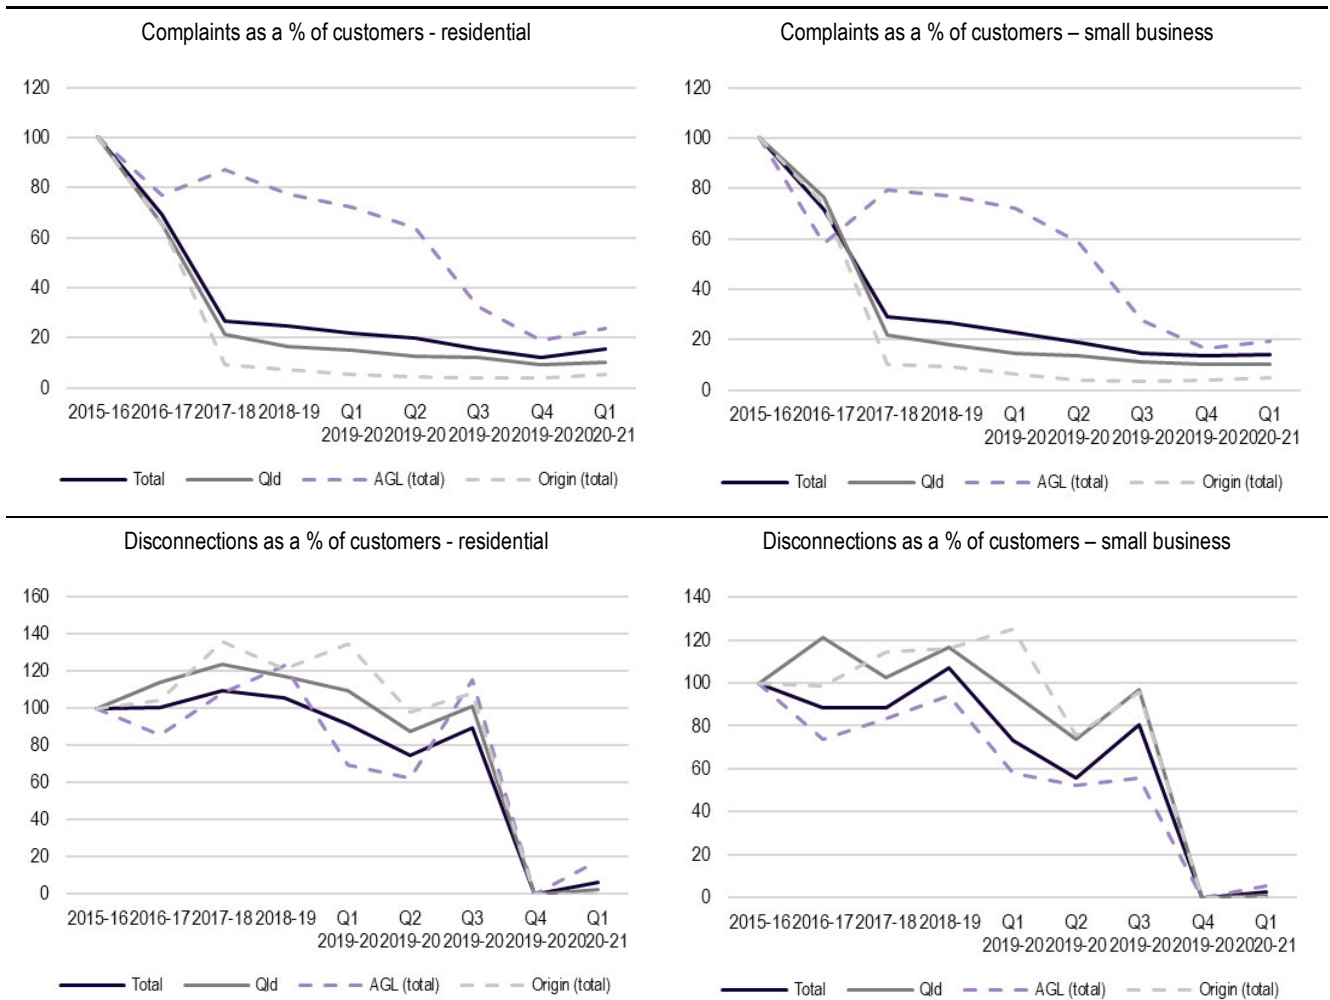 Complaints as a % of customers - residential
120
100
80
60
40
20
0
2015-16 2016-17 2017-18 2018-19 Q1 Q2 Q3 Q4 Q1
2019-20 2019-20 2019-20 2019-20 2020-21
Total Qld AGL (total) Origin (total)
Complaints as a % of customers – small business
120
100
80
60
40
20
0
2015-16 2016-17 2017-18 2018-19 Q1 Q2 Q3 Q4 Q1
2019-20 2019-20 2019-20 2019-20 2020-21
Total Qld AGL (total) Origin (total)
Disconnections as a % of customers - residential
160
140
120
100
80
60
40
20
0
2015-16 2016-17 2017-18 2018-19 Q1 Q2 Q3 Q4 Q1
2019-20 2019-20 2019-20 2019-20 2020-21
Total Qld AGL (total) Origin (total)
Disconnections as a % of customers – small business
140
120
100
80
60
40
20
0
2015-16 2016-17 2017-18 2018-19 Q1 Q2 Q3 Q4 Q1
2019-20 2019-20 2019-20 2019-20 2020-21
Total Qld AGL (total) Origin (total)